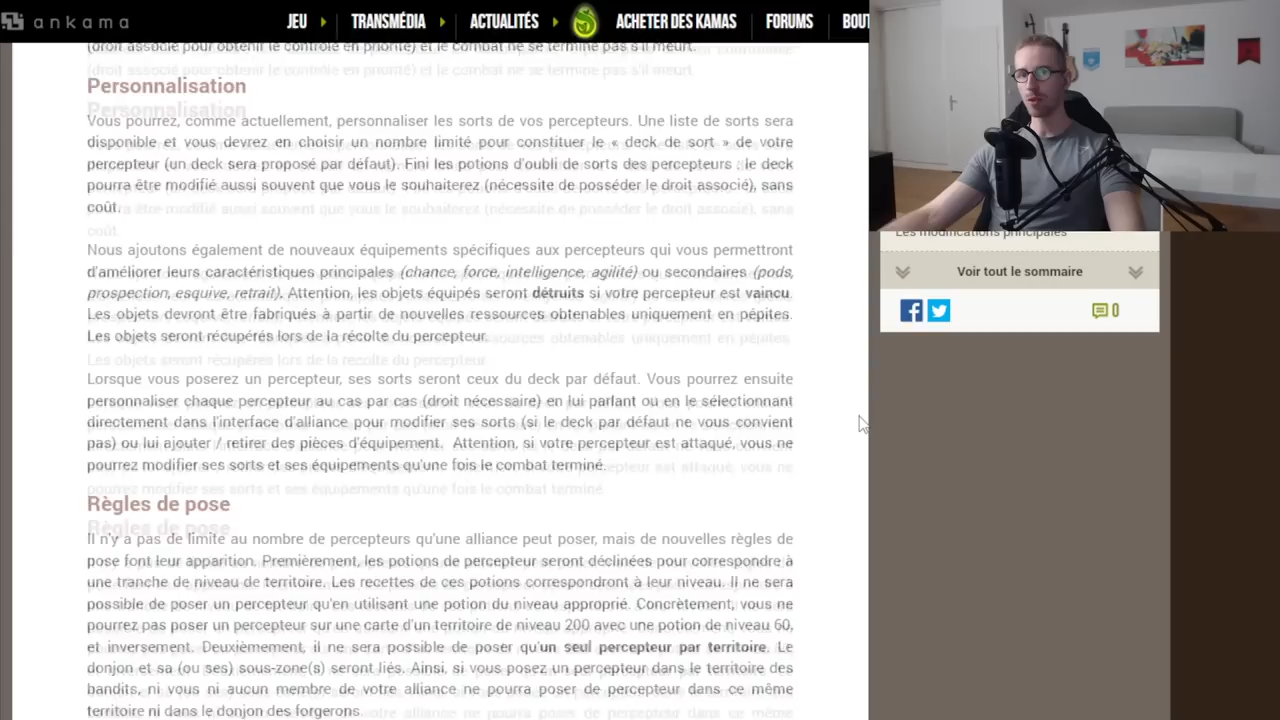 ankama
JEU TRANSMÉDIA ACTUALITÉS ACHETER DES KAMAS FORUMS BOUT
(droit associé pour obtenir le contrôle en priorité) et le combat ne se termine pas s'il meurt.
Personnalisation
Vous pourrez, comme actuellement, personnaliser les sorts de vos percepteurs. Une liste de sorts sera
disponible et vous devrez en choisir un nombre limité pour constituer le « deck de sort » de votre
percepteur (un deck sera proposé par défaut). Fini les potions d'oubli de sorts des percepteurs : le deck
pourra être modifié aussi souvent que vous le souhaiterez (nécessite de posséder le droit associé), sans
coût.
Nous ajoutons également de nouveaux équipements spécifiques aux percepteurs qui vous permettront
d'améliorer leurs caractéristiques principales (chance, force, intelligence, agilité) ou secondaires (pods,
prospection, esquive, retrait). Attention, les objets équipés seront détruits si votre percepteur est vaincu.
Les objets devront être fabriqués à partir de nouvelles ressources obtenables uniquement en pépites.
Les objets seront récupérés lors de la récolte du percepteur.
Lorsque vous poserez un percepteur, ses sorts seront ceux du deck par défaut. Vous pourrez ensuite
personnaliser chaque percepteur au cas par cas (droit nécessaire) en lui parlant ou en le sélectionnant
directement dans l'interface d'alliance pour modifier ses sorts (si le deck par défaut ne vous convient
pas) ou lui ajouter / retirer des pièces d'équipement. Attention, si votre percepteur est attaqué, vous ne
pourrez modifier ses sorts et ses équipements qu'une fois le combat terminé.
Règles de pose
Il n'y a pas de limite au nombre de percepteurs qu'une alliance peut poser, mais de nouvelles règles de
pose font leur apparition. Premièrement, les potions de percepteur seront déclinées pour correspondre à
une tranche de niveau de territoire. Les recettes de ces potions correspondront à leur niveau. Il ne sera
possible de poser un percepteur qu'en utilisant une potion du niveau approprié. Concrètement, vous ne
pourrez pas poser un percepteur sur une carte d'un territoire de niveau 200 avec une potion de niveau 60,
et inversement. Deuxièmement, il ne sera possible de poser qu'un seul percepteur par territoire. Le
donjon et sa (ou ses) sous-zone(s) seront liés. Ainsi, si vous posez un percepteur dans le territoire des
bandits, ni vous ni aucun membre de votre alliance ne pourra poser de percepteur dans ce même
territoire ni dans le donjon des forgerons.
Les modifications principales
Voir tout le sommaire
0